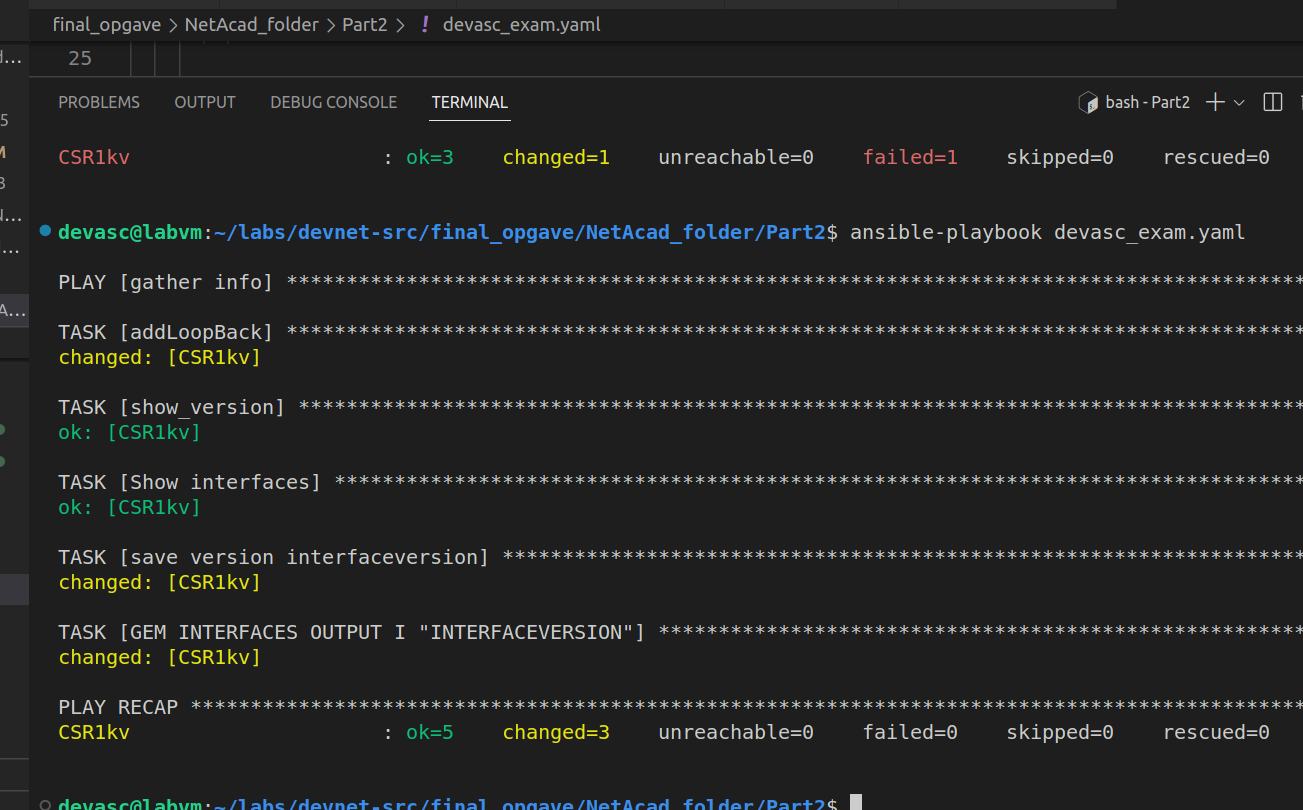 final_opgave > NetAcad_folder > Part2 > ! devasc_exam.yaml
25
PROBLEMS OUTPUT DEBUG CONSOLE TERMINAL bash - Part2
CSR1kv : ok=3 changed=1 unreachable=0 failed=1 skipped=0 rescued=0
devasc@labvm:~/labs/devnet-src/final_opgave/NetAcad_folder/Part2$ ansible-playbook devasc_exam.yaml
PLAY [gather info] *************************************************************************************
TASK [addLoopBack] *************************************************************************************
changed: [CSR1kv]
TASK [show_version] ************************************************************************************
ok: [CSR1kv]
TASK [Show interfaces] *********************************************************************************
ok: [CSR1kv]
TASK [save version interfaceversion] *******************************************************************
changed: [CSR1kv]
TASK [GEM INTERFACES OUTPUT I "INTERFACEVERSION"] ******************************************************
changed: [CSR1kv]
PLAY RECAP *********************************************************************************************
CSR1kv : ok=5 changed=3 unreachable=0 failed=0 skipped=0 rescued=0
devasc@labvm:~/labs/devnet-src/final_opgave/NetAcad_folder/Part2$